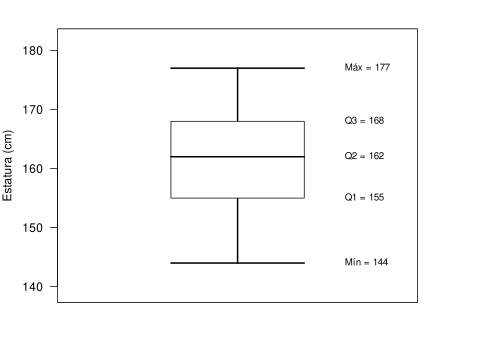 Estatura (cm)
180
170
160
150
140
Máx = 177
Q3 = 168
Q2 = 162
Q1 = 155
Mín = 144